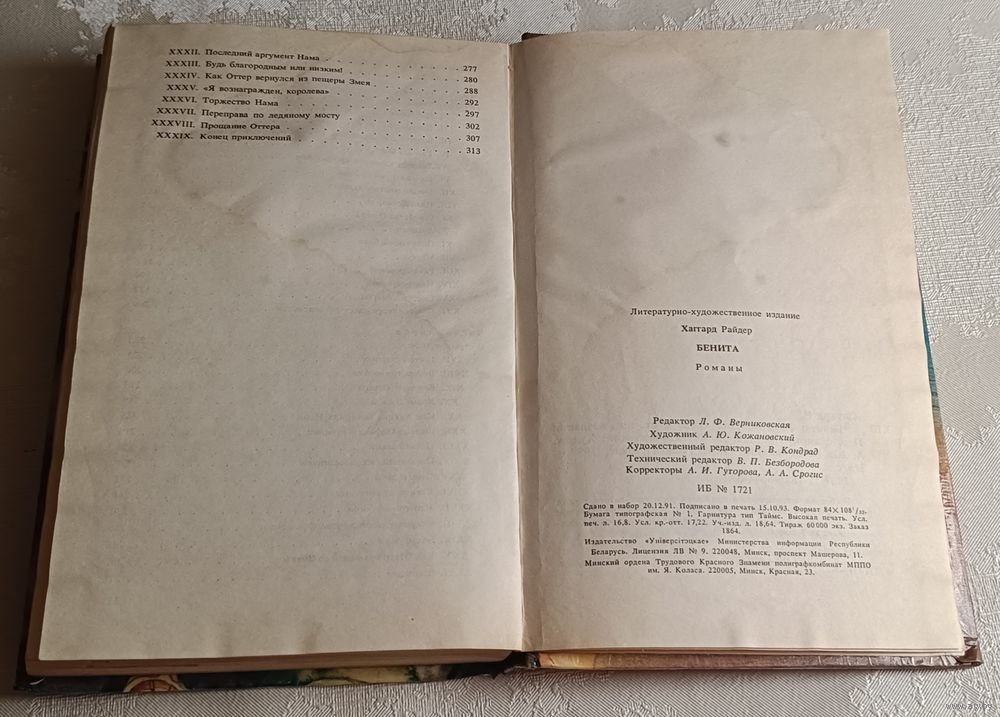 XXXII. Последний аргумент Нама . . . . . . . . . . 277
XXXIII. Будь благородным или низким! . . . . . . . . 280
XXXIV. Как Оттер вернулся из пещеры Змея . . . . . . 288
XXXV. «Я вознагражден, королева» . . . . . . . . . 292
XXXVI. Торжество Нама . . . . . . . . . . . . . 297
XXXVII. Переправа по ледяному мосту . . . . . . . . 302
XXXVIII. Прощание Оттера . . . . . . . . . . . . 307
XXXIX. Конец приключений . . . . . . . . . . . . 313
Литературно-художественное издание
Хаггард Райдер
БЕНИТА
Романы
Редактор Л. Ф. Верниковская
Художник А. Ю. Кожановский
Художественный редактор Р. В. Кондрад
Технический редактор В. П. Безбородова
Корректоры А. И. Гуторова, А. А. Срогис
ИБ № 1721
Сдано в набор 20.12.91. Подписано в печать 15.10.93. Формат 84×108¹/₃₂.
Бумага типографская № 1. Гарнитура тип Таймс. Высокая печать. Усл.
печ. л. 16,8. Усл. кр.-отт. 17,22. Уч.-изд. л. 18,64. Тираж 60 000 экз. Заказ
1864.
Издательство «Універсітэцкае» Министерства информации Республики
Беларусь. Лицензия ЛВ № 9. 220048, Минск, проспект Машерова, 11.
Минский ордена Трудового Красного Знамени полиграфкомбинат МППО
им. Я. Коласа. 220005, Минск, Красная, 23.